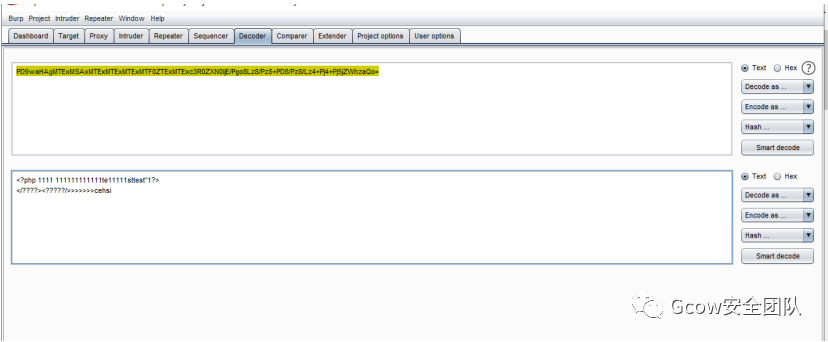 Burp Project Intruder Repeater Window Help
Dashboard Target Proxy Intruder Repeater Sequencer Decoder Comparer Extender Project options User options
PD9waHAgMTExMSAxMTExMTExMTExMTF0ZTExMTExc3R0ZXN0IjE/Pgo8Lz8/Pz8+PD8/Pz8/Lz4+Pj4+Pj5jZWhzaQo=
Text Hex ?
Decode as ...
Encode as ...
Hash ...
Smart decode
<?php 1111 111111111111te11111sttest"1?>
</????><?????/>>>>>>>cehsi
Text Hex
Decode as ...
Encode as ...
Hash ...
Smart decode
Gcow安全团队